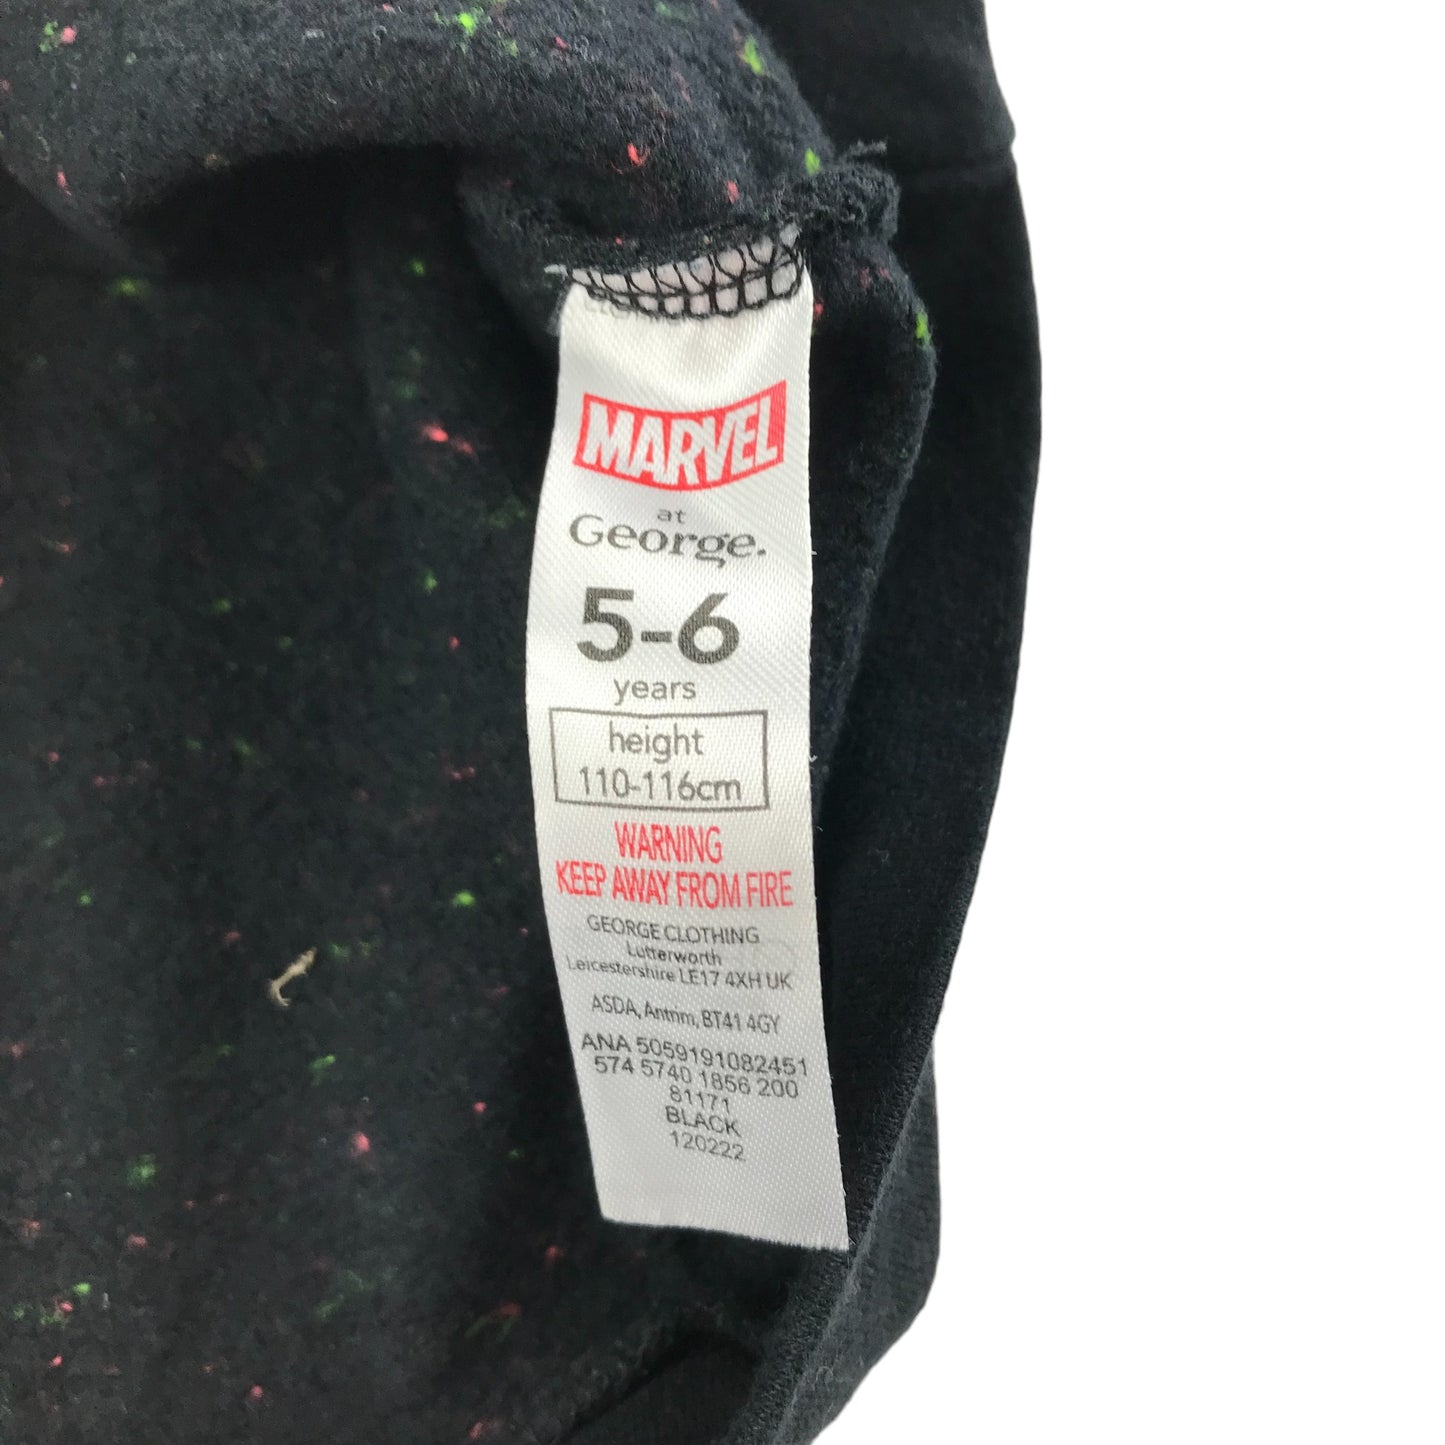 MARVEL
at
George.
5-6
years
height
110-116cm
WARNING
KEEP AWAY FROM FIRE
GEORGE CLOTHING
Lutterworth
Leicestershire LE17 4XH UK
ASDA, Antrim, BT41 4GY
ANA 5059191082451
574 5740 1856 200
81171
BLACK
120222